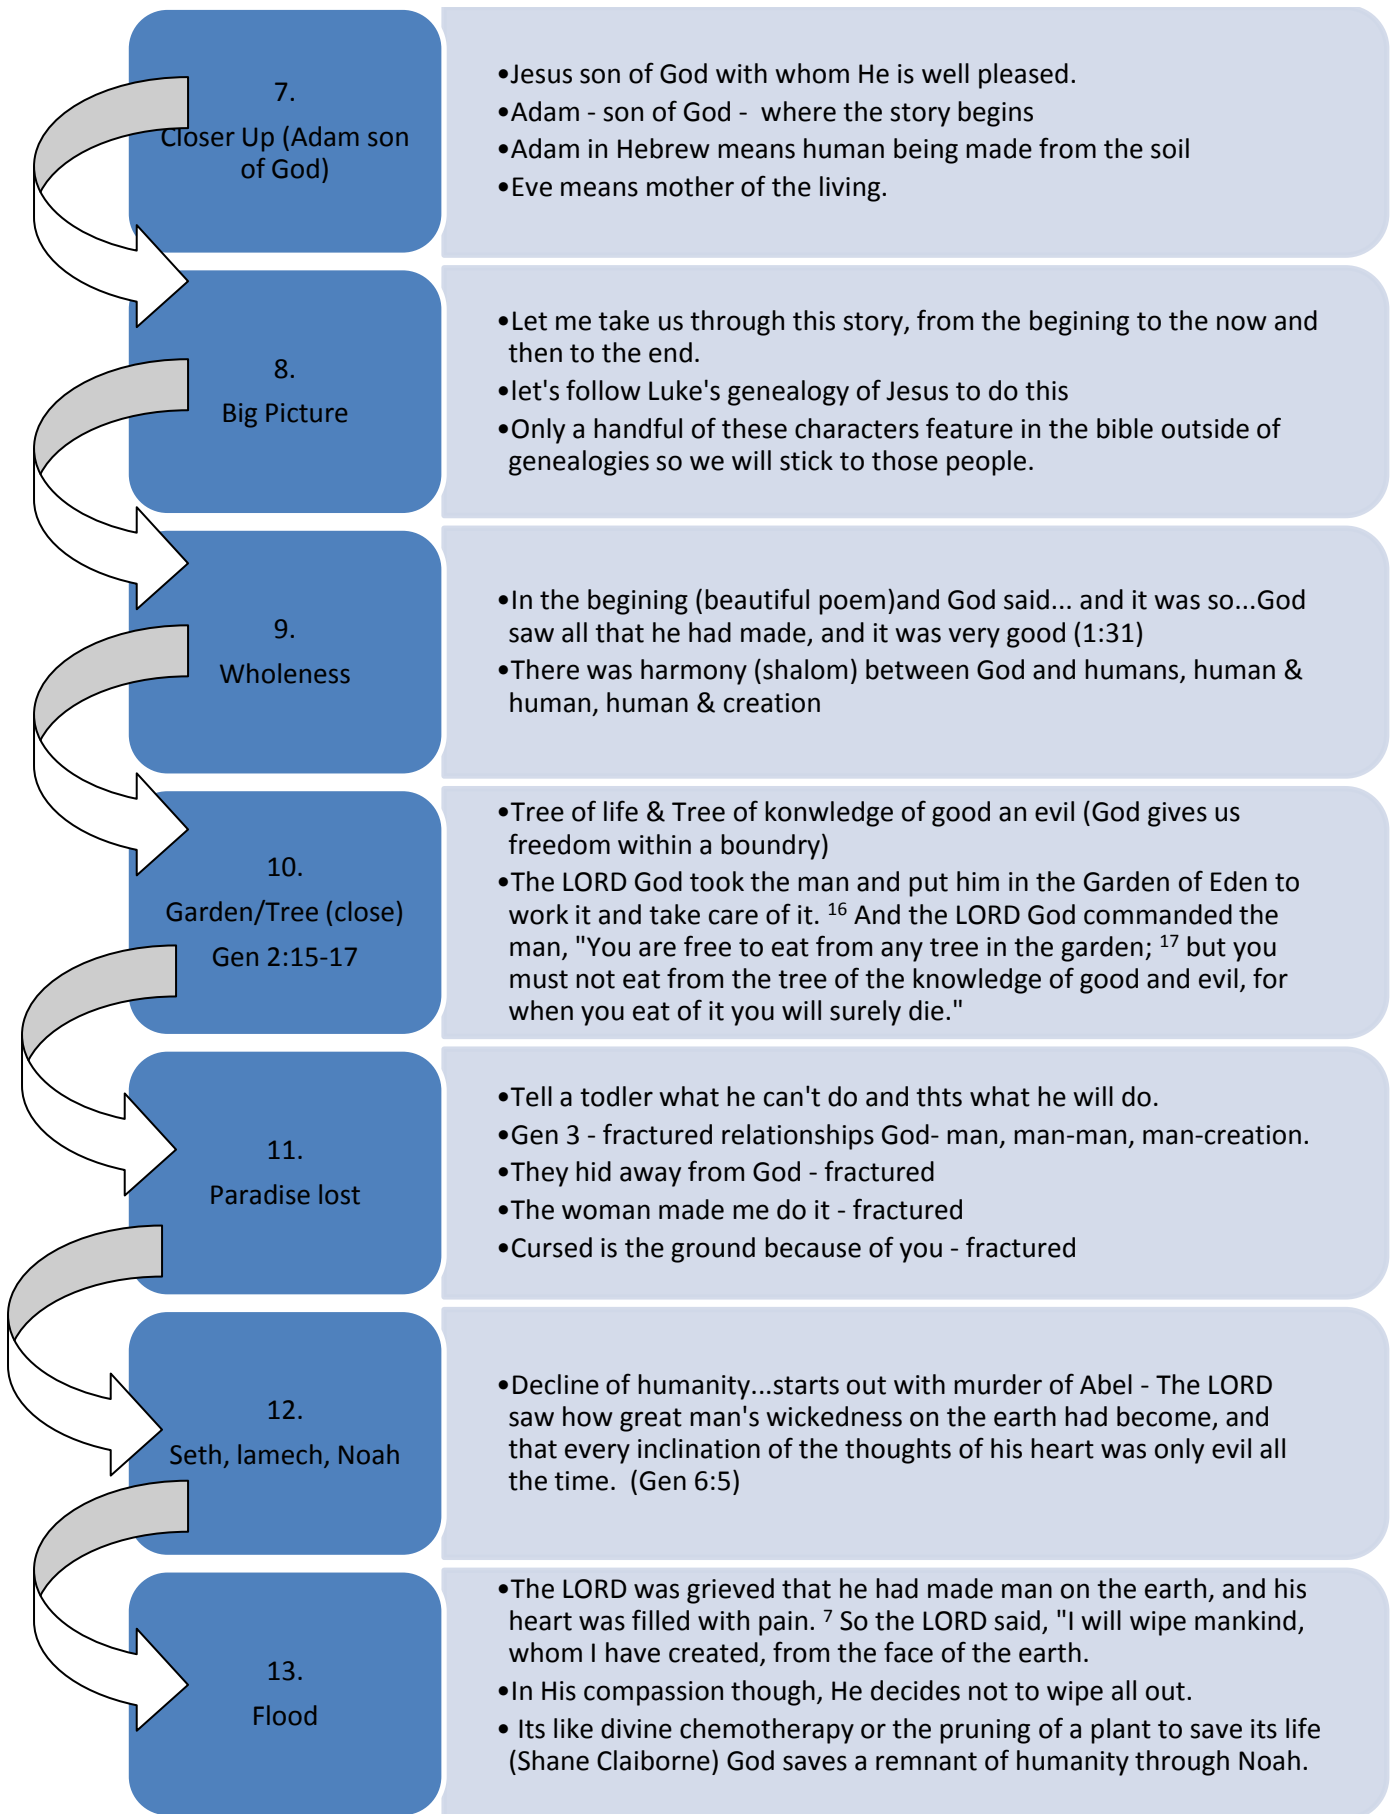 7.
Closer Up (Adam son
of God)
•Jesus son of God with whom He is well pleased.
•Adam - son of God -  where the story begins
•Adam in Hebrew means human being made from the soil
•Eve means mother of the living.
8.
Big Picture
•Let me take us through this story, from the begining to the now and
then to the end.
•let's follow Luke's genealogy of Jesus to do this
•Only a handful of these characters feature in the bible outside of
genealogies so we will stick to those people.
9.
Wholeness
•In the begining (beautiful poem)and God said... and it was so...God
saw all that he had made, and it was very good (1:31)
•There was harmony (shalom) between God and humans, human &
human, human & creation
10.
Garden/Tree (close)
Gen 2:15-17
•Tree of life & Tree of konwledge of good an evil (God gives us
freedom within a boundry)
•The LORD God took the man and put him in the Garden of Eden to
work it and take care of it. 16 And the LORD God commanded the
man, "You are free to eat from any tree in the garden; 17 but you
must not eat from the tree of the knowledge of good and evil, for
when you eat of it you will surely die."
11.
Paradise lost
•Tell a todler what he can't do and thts what he will do.
•Gen 3 - fractured relationships God- man, man-man, man-creation.
•They hid away from God - fractured
•The woman made me do it - fractured
•Cursed is the ground because of you - fractured
12.
Seth, lamech, Noah
•Decline of humanity...starts out with murder of Abel - The LORD
saw how great man's wickedness on the earth had become, and
that every inclination of the thoughts of his heart was only evil all
the time.  (Gen 6:5)
13.
Flood
•The LORD was grieved that he had made man on the earth, and his
heart was filled with pain. 7 So the LORD said, "I will wipe mankind,
whom I have created, from the face of the earth.
•In His compassion though, He decides not to wipe all out.
• Its like divine chemotherapy or the pruning of a plant to save its life
(Shane Claiborne) God saves a remnant of humanity through Noah.